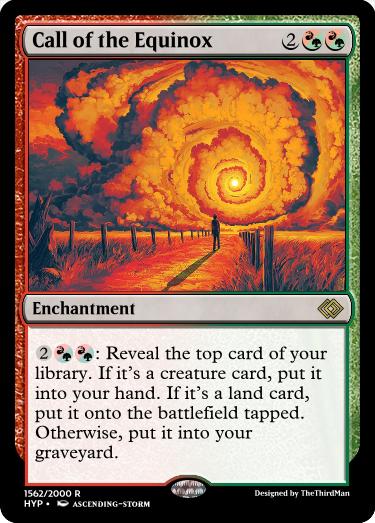 Call of the Equinox 2
Enchantment
2 : Reveal the top card of your
library. If it's a creature card, put it
into your hand. If it's a land card,
put it onto the battlefield tapped.
Otherwise, put it into your
graveyard.
1562/2000 R
HYP • ASCENDING-STORM
Designed by TheThirdMan